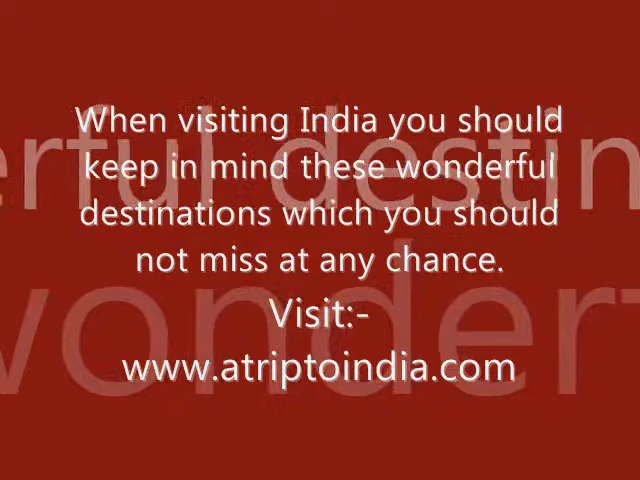 When visiting India you should
keep in mind these wonderful
destinations which you should
not miss at any chance.
Visit:-
www.atriptoindia.com